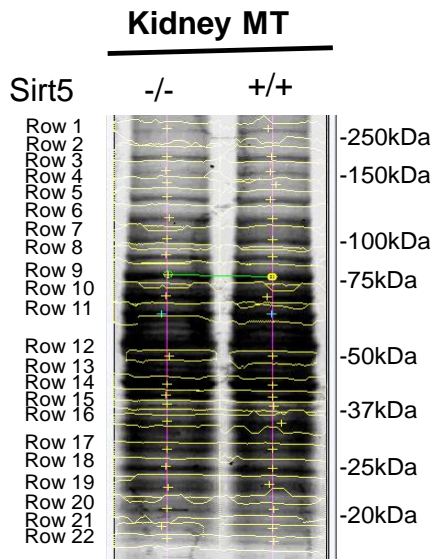 Kidney MT
Sirt5 -/- +/+
Row 1
Row 2
Row 3
Row 4
Row 5
Row 6
Row 7
Row 8
Row 9
Row 10
Row 11
Row 12
Row 13
Row 14
Row 15
Row 16
Row 17
Row 18
Row 19
Row 20
Row 21
Row 22
-250kDa
-150kDa
-100kDa
-75kDa
-50kDa
-37kDa
-25kDa
-20kDa